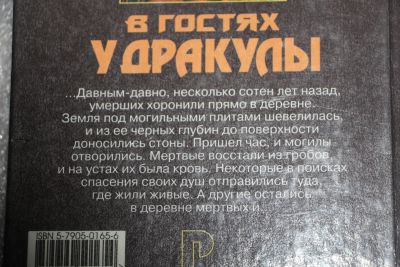 В ГОСТЯХ
У ДРАКУЛЫ
...Давным-давно, несколько сотен лет назад,
умерших хоронили прямо в деревне.
Земля под могильными плитами шевелилась,
и из ее черных глубин до поверхности
доносились стоны. Пришел час, и могилы
отворились. Мертвые восстали из гробов
и на устах их была кровь. Некоторые в поисках
спасения своих душ отправились туда,
где жили живые. А другие остались
в деревне мертвых и...
ISBN 5-7905-0165-6